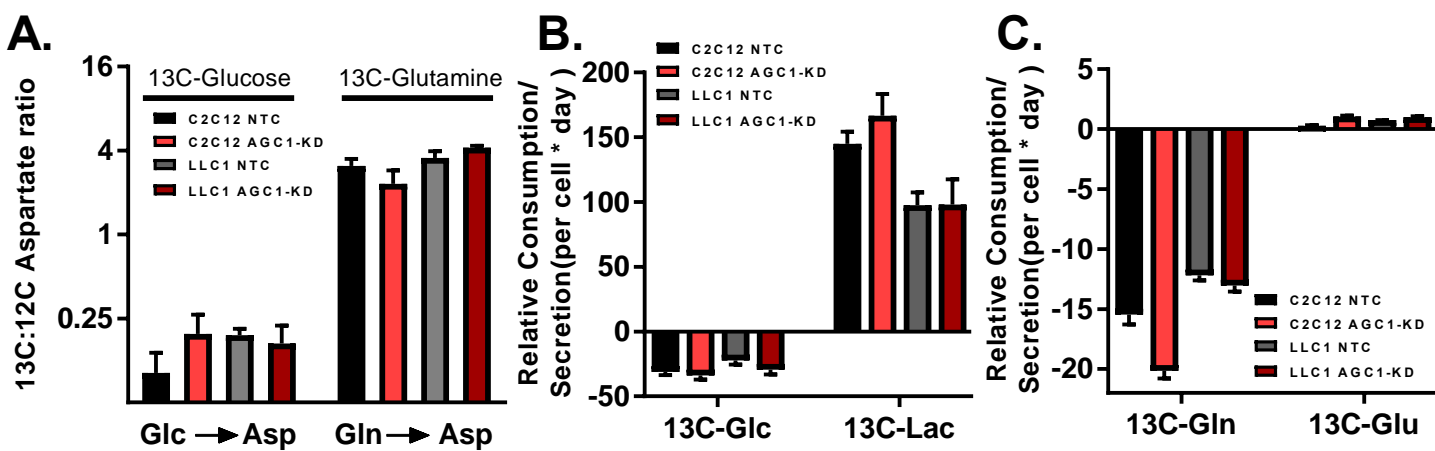 A.
13C:12C Aspartate ratio
16
4
1
0.25
13C-Glucose
13C-Glutamine
C2C12 NTC
C2C12 AGC1-KD
LLC1 NTC
LLC1 AGC1-KD
Glc → Asp
Gln → Asp
B.
Relative Consumption/
Secretion(per cell * day )
200
150
100
50
0
-50
C2C12 NTC
C2C12 AGC1-KD
LLC1 NTC
LLC1 AGC1-KD
13C-Glc
13C-Lac
C.
Relative Consumption/
Secretion(per cell * day )
5
0
-5
-10
-15
-20
C2C12 NTC
C2C12 AGC1-KD
LLC1 NTC
LLC1 AGC1-KD
13C-Gln
13C-Glu